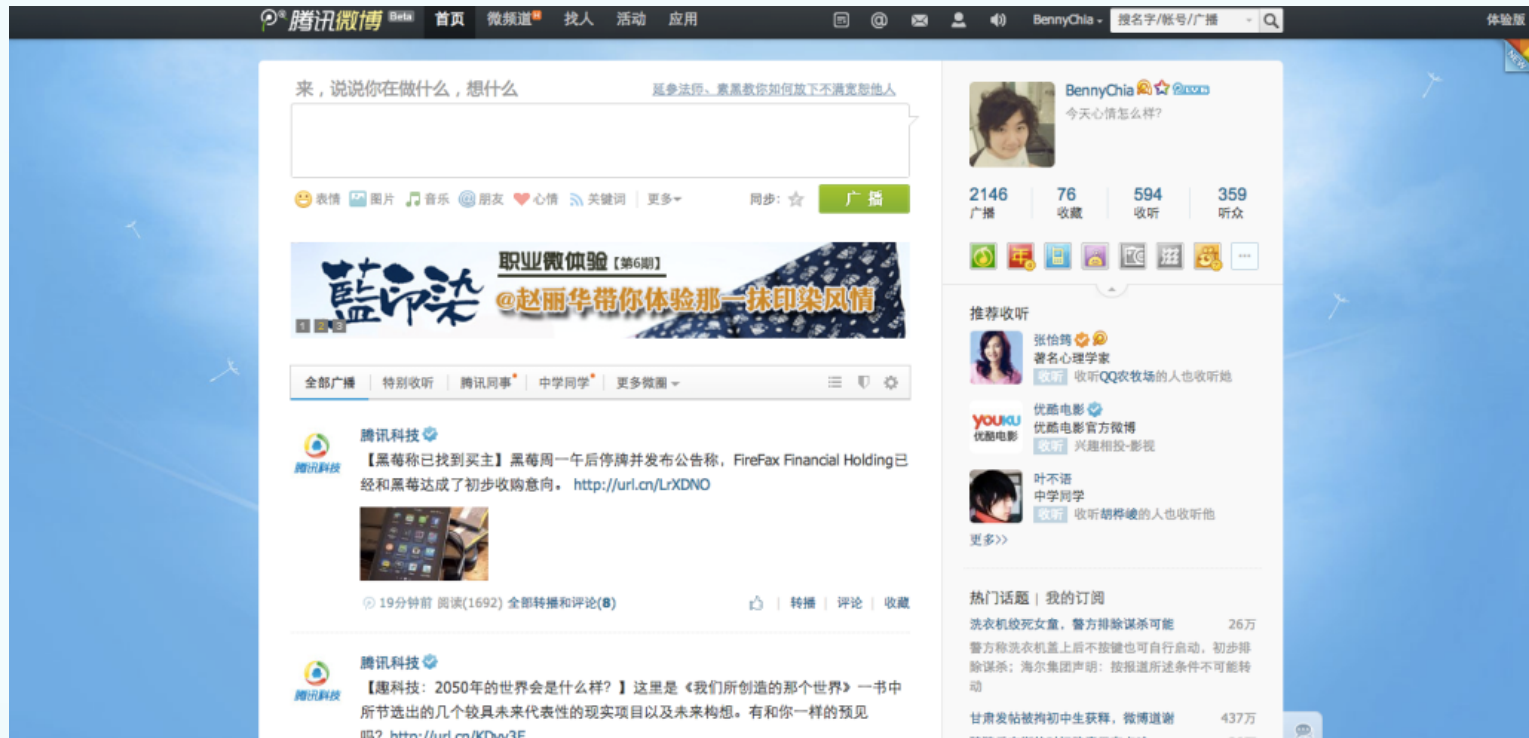 腾讯微博 Beta 首页 微频道 找人 活动 应用 BennyChia 搜名字/帐号/广播 体验版
NEW
来，说说你在做什么，想什么 延参法师、素黑教你如何放下不满宽恕他人
表情 图片 音乐 @朋友 心情 关键词 更多 同步: 广播
藍印染
职业微体验【第6期】
@赵丽华带你体验那一抹印染风情
1 2 3
全部广播 特别收听 腾讯同事 中学同学 更多微圈
腾讯科技
腾讯科技
【黑莓称已找到买主】黑莓周一午后停牌并发布公告称，FireFax Financial Holding已
经和黑莓达成了初步收购意向。 http://url.cn/LrXDNO
19分钟前 阅读(1692) 全部转播和评论(8) 转播 评论 收藏
腾讯科技
腾讯科技
【趣科技：2050年的世界会是什么样？】这里是《我们所创造的那个世界》一书中
所节选出的几个较具未来代表性的现实项目以及未来构想。有和你一样的预见
吗? http://url.cn/KDvv3F
BennyChia
今天心情怎么样?
2146 76 594 359
广播 收藏 收听 听众
推荐收听
张怡筠
著名心理学家
收听 收听QQ农牧场的人也收听她
YOUKU
优酷电影
优酷电影
优酷电影官方微博
收听 兴趣相投-影视
叶不语
中学同学
收听 收听胡桦峻的人也收听他
更多>>
热门话题 | 我的订阅
洗衣机绞死女童，警方排除谋杀可能 26万
警方称洗衣机盖上后不按键也可自行启动，初步排
除谋杀；海尔集团声明：按报道所述条件不可能转
动
甘肃发帖被拘初中生获释，微博道谢 437万